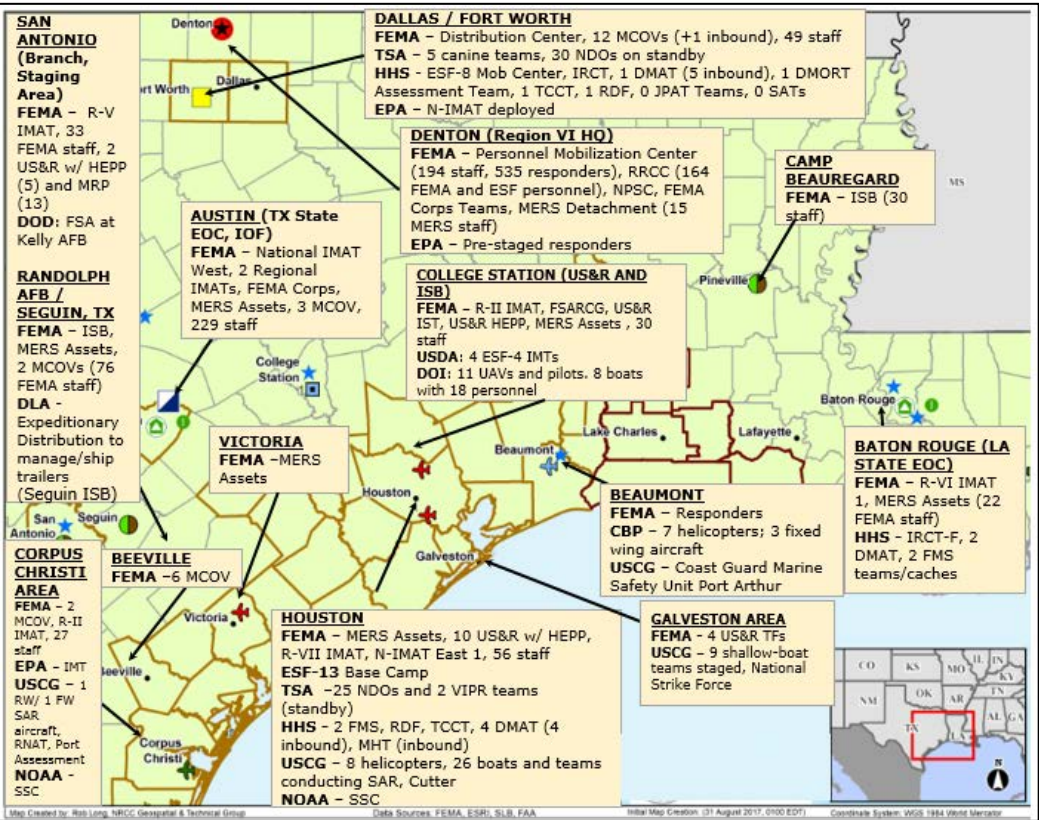 SAN
ANTONIO
(Branch,
Staging
Area)
FEMA – R-V
IMAT, 33
FEMA staff, 2
US&R w/ HEPP
(5) and MRP
(13)
DOD: FSA at
Kelly AFB
RANDOLPH
AFB /
SEGUIN, TX
FEMA – ISB,
MERS Assets,
2 MCOVs (76
FEMA staff)
DLA -
Expeditionary
Distribution to
manage/ship
trailers
(Seguin ISB)
DALLAS / FORT WORTH
FEMA – Distribution Center, 12 MCOVs (+1 inbound), 49 staff
TSA – 5 canine teams, 30 NDOs on standby
HHS - ESF-8 Mob Center, IRCT, 1 DMAT (5 inbound), 1 DMORT
Assessment Team, 1 TCCT, 1 RDF, 0 JPAT Teams, 0 SATs
EPA – N-IMAT deployed
Denton
ort Worth
Dallas
DENTON (Region VI HQ)
FEMA – Personnel Mobilization Center
(194 staff, 535 responders), RRCC (164
FEMA and ESF personnel), NPSC, FEMA
Corps Teams, MERS Detachment (15
MERS staff)
EPA – Pre-staged responders
CAMP
BEAUREGARD
FEMA – ISB (30
staff)
MS
AUSTIN (TX State
EOC, IOF)
FEMA – National IMAT
West, 2 Regional
IMATs, FEMA Corps,
MERS Assets, 3 MCOV,
229 staff
COLLEGE STATION (US&R AND
ISB)
FEMA – R-II IMAT, FSARCG, US&R
IST, US&R HEPP, MERS Assets , 30
staff
USDA: 4 ESF-4 IMTs
DOI: 11 UAVs and pilots. 8 boats
with 18 personnel
Pineville
College
Station
Baton Rouge
Lake Charles
Lafayette
Beaumont
VICTORIA
FEMA –MERS
Assets
Houston
Galveston
BATON ROUGE (LA
STATE EOC)
FEMA – R-VI IMAT
1, MERS Assets (22
FEMA staff)
HHS - IRCT-F, 2
DMAT, 2 FMS
teams/caches
BEAUMONT
FEMA – Responders
CBP – 7 helicopters; 3 fixed
wing aircraft
USCG – Coast Guard Marine
Safety Unit Port Arthur
San
Antonio
Seguin
CORPUS
CHRISTI
AREA
FEMA – 2
MCOV, R-II
IMAT, 27
staff
EPA – IMT
USCG – 1
RW/ 1 FW
SAR
aircraft,
RNAT, Port
Assessment
NOAA -
SSC
BEEVILLE
FEMA –6 MCOV
Victoria
Beeville
Corpus
Christi
HOUSTON
FEMA – MERS Assets, 10 US&R w/ HEPP,
R-VII IMAT, N-IMAT East 1, 56 staff
ESF-13 Base Camp
TSA –25 NDOs and 2 VIPR teams
(standby)
HHS – 2 FMS, RDF, TCCT, 4 DMAT (4
inbound), MHT (inbound)
USCG – 8 helicopters, 26 boats and teams
conducting SAR, Cutter
NOAA – SSC
GALVESTON AREA
FEMA - 4 US&R TFs
USCG – 9 shallow-boat
teams staged, National
Strike Force
CO
KS
MO
IL
IN
KY
NM
OK
AR
TN
TX
LA
AL
GA
N
Map Created by: Rob Long, NRCC Geospatial & Technical Group
Data Sources: FEMA, ESRI, SLB, FAA
Initial Map Creation: (31 August 2017, 0100 EDT)
Coordinate System: WGS 1984 World Mercator